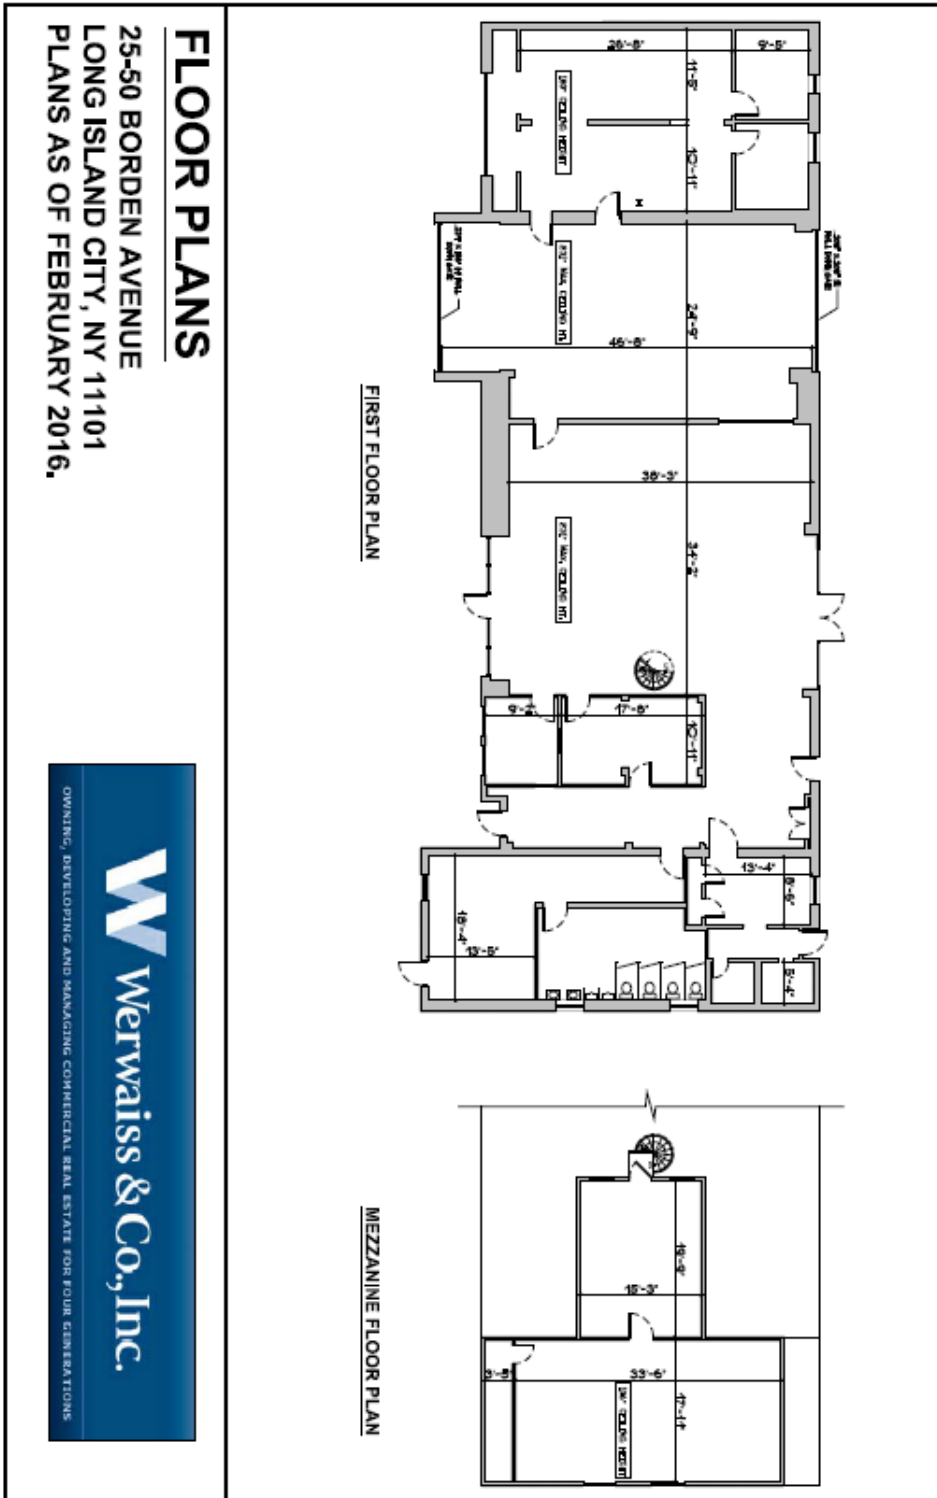 FLOOR PLANS
25-50 BORDEN AVENUE
LONG ISLAND CITY, NY 11101
PLANS AS OF FEBRUARY 2016.
W Werwaiss & Co., Inc.
OWNING, DEVELOPING AND MANAGING COMMERCIAL REAL ESTATE FOR FOUR GENERATIONS
FIRST FLOOR PLAN
26'-8"
9'-5"
11'-5"
10'-11"
24'-9"
46'-8"
38'-3"
34'-2"
9'-2"
17'-8"
10'-11"
13'-4"
8'-6"
18'-4"
13'-5"
5'-4"
MEZZANINE FLOOR PLAN
19'-9"
15'-3"
33'-6"
17'-11"